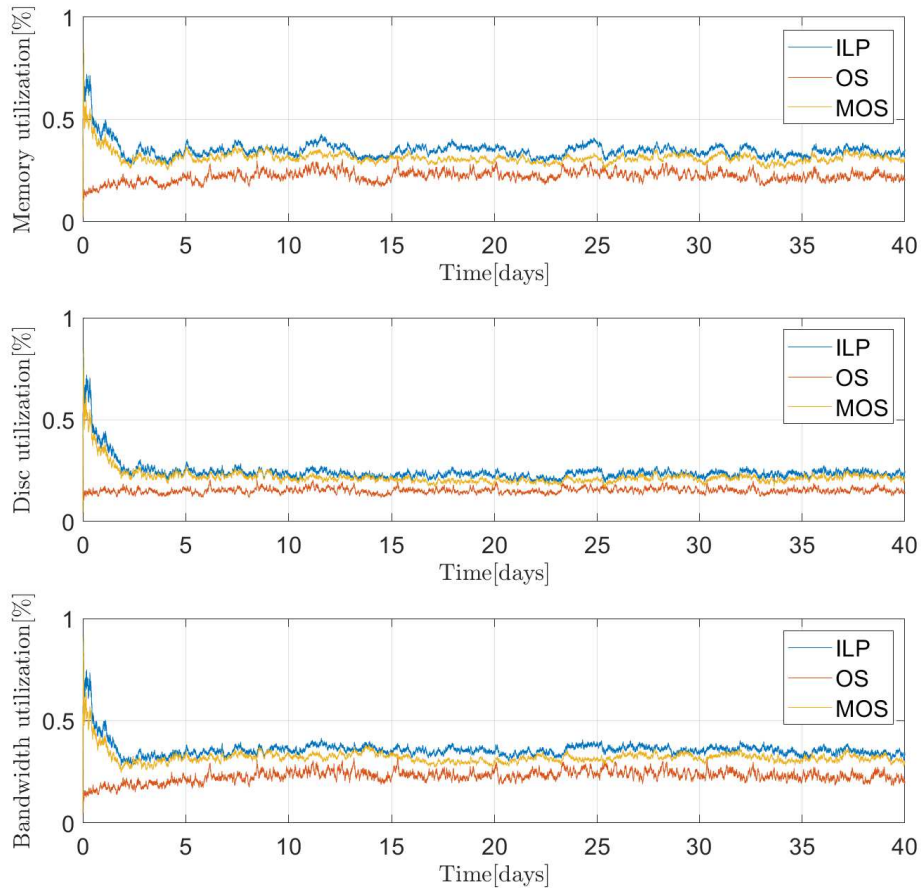 Memory utilization[%]
1
0.5
0
ILP
OS
MOS
0 5 10 15 20 25 30 35 40
Time[days]
Disc utilization[%]
1
0.5
0
ILP
OS
MOS
0 5 10 15 20 25 30 35 40
Time[days]
Bandwidth utilization[%]
1
0.5
0
ILP
OS
MOS
0 5 10 15 20 25 30 35 40
Time[days]